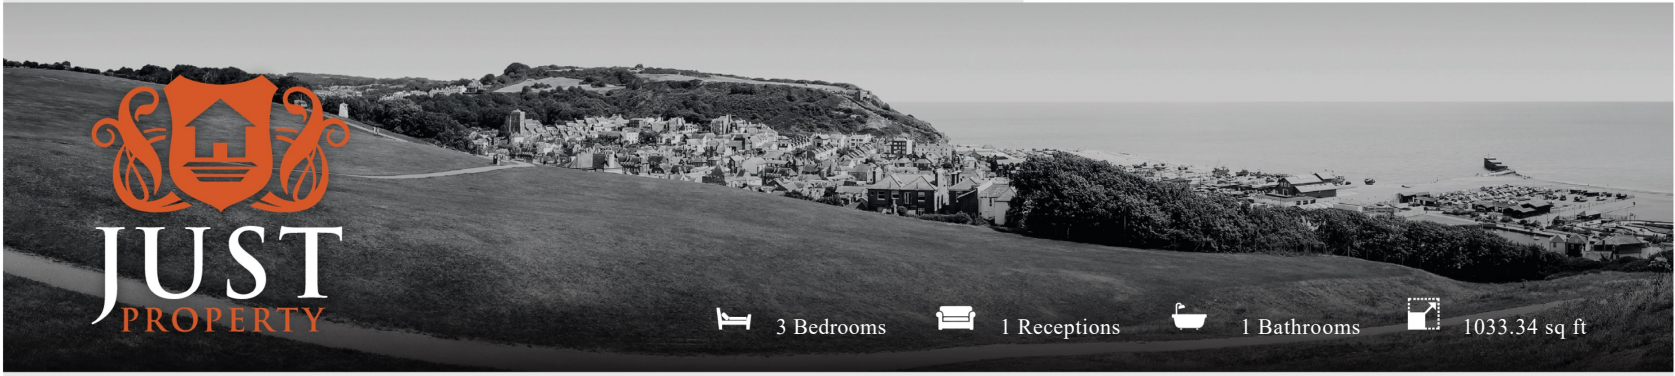 JUST
PROPERTY
3 Bedrooms
1 Receptions
1 Bathrooms
1033.34 sq ft